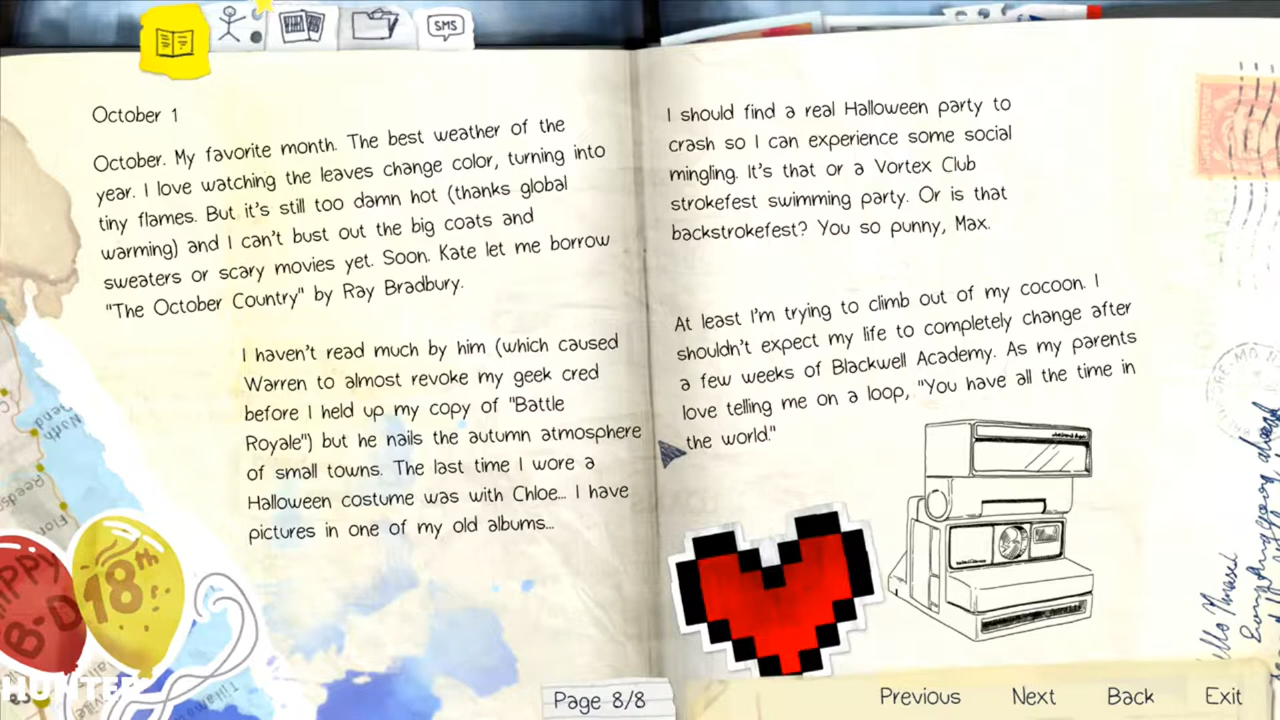 SMS
October 1
October. My favorite month. The best weather of the
year. I love watching the leaves change color, turning into
tiny flames. But it's still too damn hot (thanks global
warming) and I can't bust out the big coats and
sweaters or scary movies yet. Soon. Kate let me borrow
"The October Country" by Ray Bradbury.
I haven't read much by him (which caused
Warren to almost revoke my geek cred
before I held up my copy of "Battle
Royale") but he nails the autumn atmosphere
of small towns. The last time I wore a
Halloween costume was with Chloe... I have
pictures in one of my old albums...
I should find a real Halloween party to
crash so I can experience some social
mingling. It's that or a Vortex Club
strokefest swimming party. Or is that
backstrokefest? You so punny, Max.
At least I'm trying to climb out of my cocoon. I
shouldn't expect my life to completely change after
a few weeks of Blackwell Academy. As my parents
love telling me on a loop, "You have all the time in
the world."
North
Bend
18th
B-D
HUNTER
Page 8/8
Previous
Next
Back
Exit